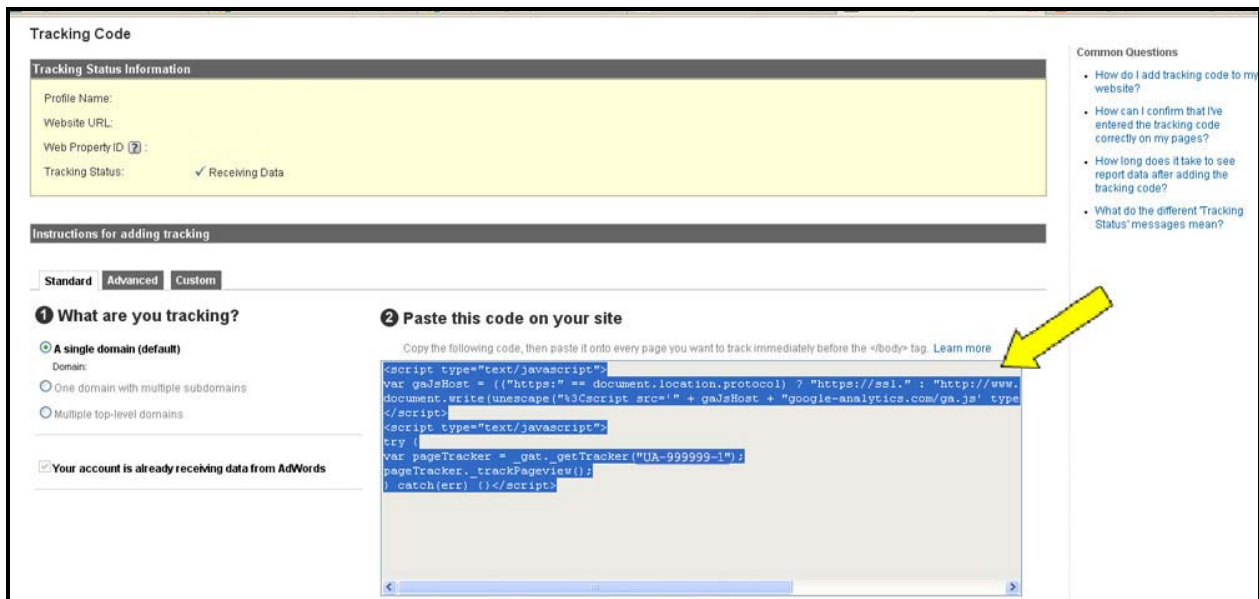 Tracking Code
Tracking Status Information
Profile Name:
Website URL:
Web Property ID ? :
Tracking Status: ✓ Receiving Data
Instructions for adding tracking
Standard Advanced Custom
1 What are you tracking?
A single domain (default)
Domain:
One domain with multiple subdomains
Multiple top-level domains
✓ Your account is already receiving data from AdWords
2 Paste this code on your site
Copy the following code, then paste it onto every page you want to track immediately before the </body> tag. Learn more
<script type="text/javascript">
var gaJsHost = (("https:" == document.location.protocol) ? "https://ssl." : "http://www.
document.write(unescape("%3Cscript src='" + gaJsHost + "google-analytics.com/ga.js' type
</script>
<script type="text/javascript">
try {
var pageTracker = _gat._getTracker("UA-999999-1");
pageTracker._trackPageview();
} catch(err) {}</script>
Common Questions
How do I add tracking code to my
website?
How can I confirm that I've
entered the tracking code
correctly on my pages?
How long does it take to see
report data after adding the
tracking code?
What do the different 'Tracking
Status' messages mean?